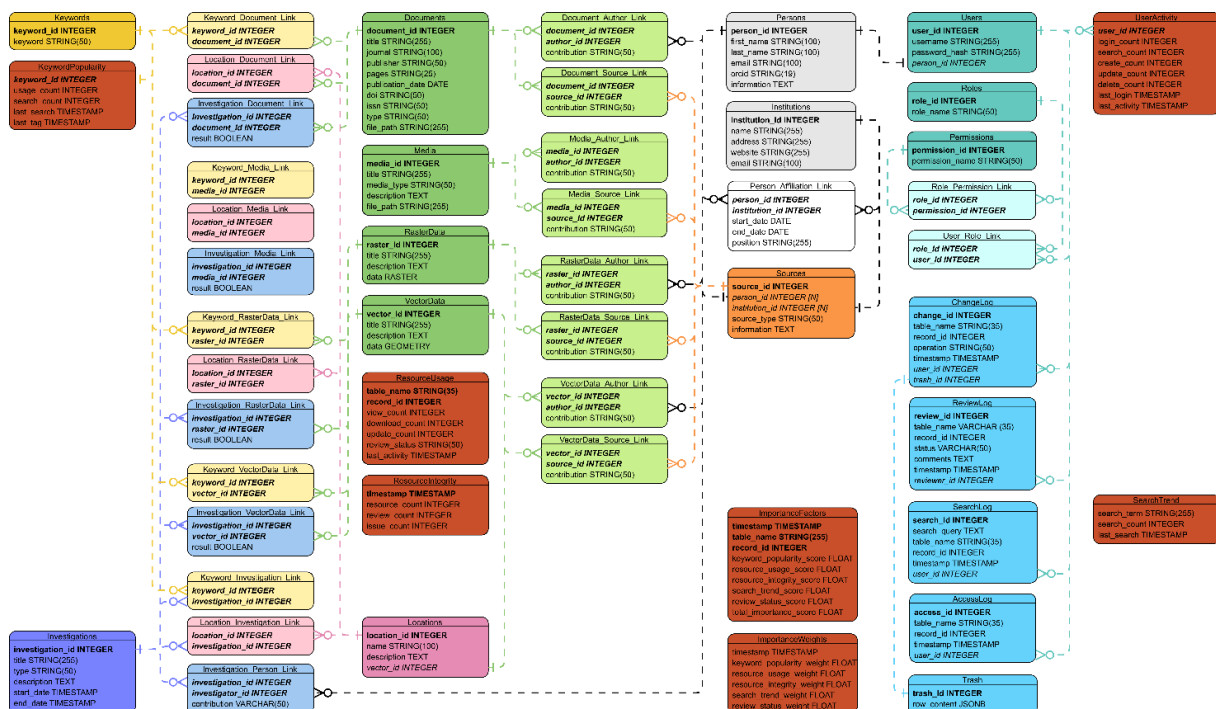 Keywords
keyword_id INTEGER
keyword STRING(50)
KeywordPopularity
keyword_id INTEGER
usage_count INTEGER
search_count INTEGER
last_search TIMESTAMP
last_tag TIMESTAMP
Investigations
investigation_id INTEGER
title STRING(255)
type STRING(50)
description TEXT
start_date TIMESTAMP
end_date TIMESTAMP
Keyword_Document_Link
keyword_id INTEGER
document_id INTEGER
Location_Document_Link
location_id INTEGER
document_id INTEGER
Investigation_Document_Link
investigation_id INTEGER
document_id INTEGER
result BOOLEAN
Keyword_Media_Link
keyword_id INTEGER
media_id INTEGER
Location_Media_Link
location_id INTEGER
media_id INTEGER
Investigation_Media_Link
investigation_id INTEGER
media_id INTEGER
result BOOLEAN
Keyword_RasterData_Link
keyword_id INTEGER
raster_id INTEGER
Location_RasterData_Link
location_id INTEGER
raster_id INTEGER
Investigation_RasterData_Link
investigation_id INTEGER
raster_id INTEGER
result BOOLEAN
Keyword_VectorData_Link
keyword_id INTEGER
vector_id INTEGER
Investigation_VectorData_Link
investigation_id INTEGER
vector_id INTEGER
result BOOLEAN
Keyword_Investigation_Link
keyword_id INTEGER
investigation_id INTEGER
Location_Investigation_Link
location_id INTEGER
investigation_id INTEGER
Investigation_Person_Link
investigation_id INTEGER
investigator_id INTEGER
contribution VARCHAR(50)
Documents
document_id INTEGER
title STRING(255)
journal STRING(100)
publisher STRING(50)
pages STRING(25)
publication_date DATE
doi STRING(50)
issn STRING(50)
type STRING(50)
file_path STRING(255)
Media
media_id INTEGER
title STRING(255)
media_type STRING(50)
description TEXT
file_path STRING(255)
RasterData
raster_id INTEGER
title STRING(255)
description TEXT
data RASTER
VectorData
vector_id INTEGER
title STRING(255)
description TEXT
data GEOMETRY
ResourceUsage
table_name STRING(35)
record_id INTEGER
view_count INTEGER
download_count INTEGER
update_count INTEGER
review_status STRING(50)
last_activity TIMESTAMP
ResourceIntegrity
timestamp TIMESTAMP
resource_count INTEGER
review_count INTEGER
issue_count INTEGER
Locations
location_id INTEGER
name STRING(100)
description TEXT
vector_id INTEGER
Document_Author_Link
document_id INTEGER
author_id INTEGER
contribution STRING(50)
Document_Source_Link
document_id INTEGER
source_id INTEGER
contribution STRING(50)
Media_Author_Link
media_id INTEGER
author_id INTEGER
contribution STRING(50)
Media_Source_Link
media_id INTEGER
source_id INTEGER
contribution STRING(50)
RasterData_Author_Link
raster_id INTEGER
author_id INTEGER
contribution STRING(50)
RasterData_Source_Link
raster_id INTEGER
source_id INTEGER
contribution STRING(50)
VectorData_Author_Link
vector_id INTEGER
author_id INTEGER
contribution STRING(50)
VectorData_Source_Link
vector_id INTEGER
source_id INTEGER
contribution STRING(50)
Persons
person_id INTEGER
first_name STRING(100)
last_name STRING(100)
email STRING(100)
orcid STRING(19)
information TEXT
Institutions
institution_id INTEGER
name STRING(255)
address STRING(255)
website STRING(255)
email STRING(100)
Person_Affiliation_Link
person_id INTEGER
institution_id INTEGER
start_date DATE
end_date DATE
position STRING(255)
Sources
source_id INTEGER
person_id INTEGER [N]
institution_id INTEGER [N]
source_type STRING(50)
information TEXT
ImportanceFactors
timestamp TIMESTAMP
table_name STRING(255)
record_id INTEGER
keyword_popularity_score FLOAT
resource_usage_score FLOAT
resource_integrity_score FLOAT
search_trend_score FLOAT
review_status_score FLOAT
total_importance_score FLOAT
ImportanceWeights
timestamp TIMESTAMP
keyword_popularity_weight FLOAT
resource_usage_weight FLOAT
resource_integrity_weight FLOAT
search_trend_weight FLOAT
review_status_weight FLOAT
Users
user_id INTEGER
username STRING(255)
password_hash STRING(255)
person_id INTEGER
Roles
role_id INTEGER
role_name STRING(50)
Permissions
permission_id INTEGER
permission_name STRING(50)
Role_Permission_Link
role_id INTEGER
permission_id INTEGER
User_Role_Link
role_id INTEGER
user_id INTEGER
ChangeLog
change_id INTEGER
table_name STRING(35)
record_id INTEGER
operation STRING(50)
timestamp TIMESTAMP
user_id INTEGER
trash_id INTEGER
ReviewLog
review_id INTEGER
table_name VARCHAR (35)
record_id INTEGER
status VARCHAR(50)
comments TEXT
timestamp TIMESTAMP
reviewer_id INTEGER
SearchLog
search_id INTEGER
search_query TEXT
table_name STRING(35)
record_id INTEGER
timestamp TIMESTAMP
user_id INTEGER
AccessLog
access_id INTEGER
table_name STRING(35)
record_id INTEGER
timestamp TIMESTAMP
user_id INTEGER
Trash
trash_id INTEGER
row_content JSONB
UserActivity
user_id INTEGER
login_count INTEGER
search_count INTEGER
create_count INTEGER
update_count INTEGER
delete_count INTEGER
last_login TIMESTAMP
last_activity TIMESTAMP
SearchTrend
search_term STRING(255)
search_count INTEGER
last_search TIMESTAMP